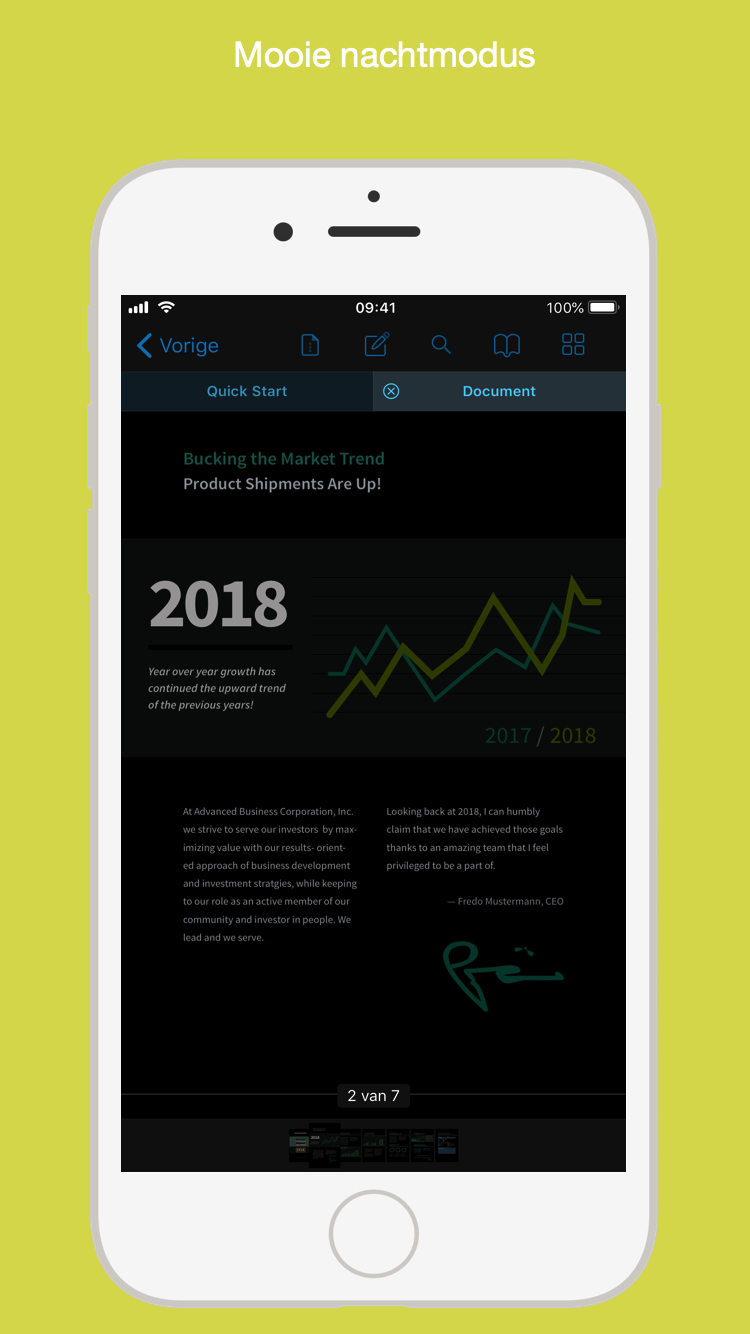 Mooie nachtmodus
09:41
100%
Vorige
Quick Start
Document
Bucking the Market Trend
Product Shipments Are Up!
2018
Year over year growth has
continued the upward trend
of the previous years!
2017 / 2018
At Advanced Business Corporation, Inc.
we strive to serve our investors by max-
imizing value with our results- orient-
ed approach of business development
and investment stratgies, while keeping
to our role as an active member of our
community and investor in people. We
lead and we serve.
Looking back at 2018, I can humbly
claim that we have achieved those goals
thanks to an amazing team that I feel
privileged to be a part of.
— Fredo Mustermann, CEO
2 van 7